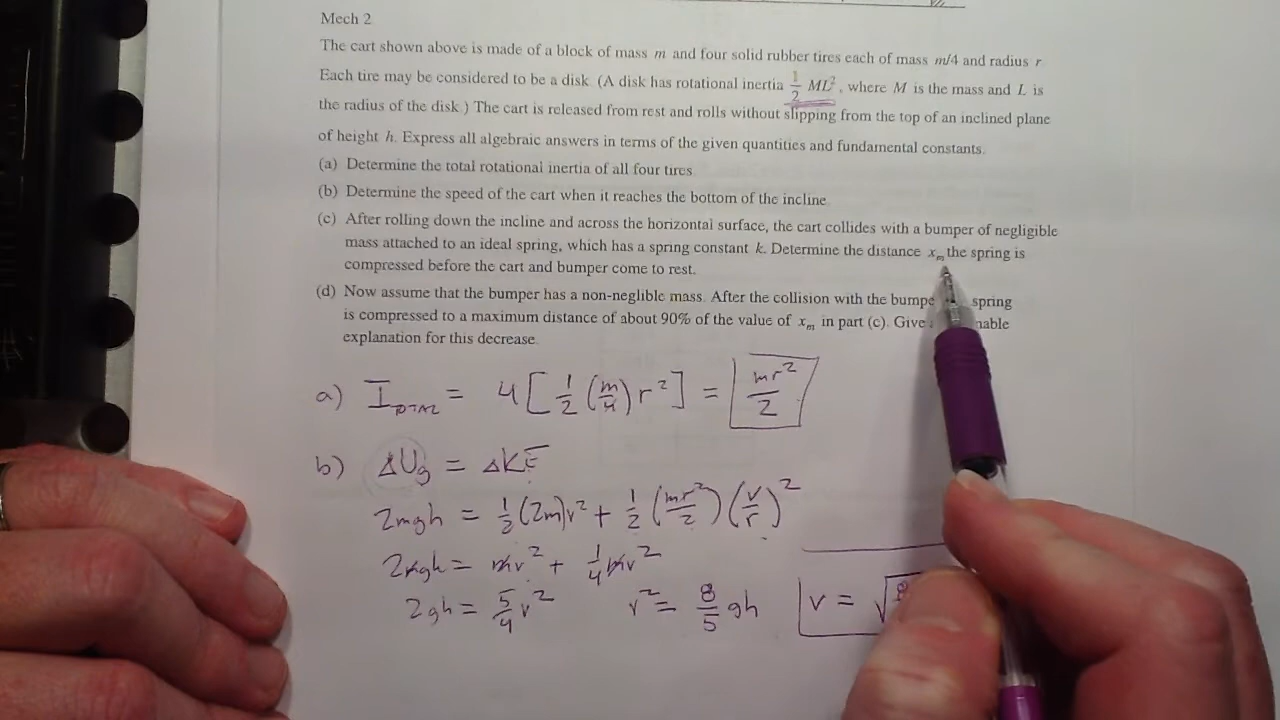 Mech 2
The cart shown above is made of a block of mass m and four solid rubber tires each of mass m/4 and radius r.
Each tire may be considered to be a disk. (A disk has rotational inertia 1/2 ML², where M is the mass and L is
the radius of the disk.) The cart is released from rest and rolls without slipping from the top of an inclined plane
of height h. Express all algebraic answers in terms of the given quantities and fundamental constants.
(a) Determine the total rotational inertia of all four tires
(b) Determine the speed of the cart when it reaches the bottom of the incline
(c) After rolling down the incline and across the horizontal surface, the cart collides with a bumper of negligible
mass attached to an ideal spring, which has a spring constant k. Determine the distance xₘ the spring is
compressed before the cart and bumper come to rest.
(d) Now assume that the bumper has a non-neglible mass. After the collision with the bumpe spring
is compressed to a maximum distance of about 90% of the value of xₘ in part (c). Give nable
explanation for this decrease.
a) I TOTAL = 4[1/2 (m/4) r²] = mr²/2
b) ΔUg = ΔKE
2mgh = 1/2 (2m)v² + 1/2 (mr²/2)(v/r)²
2mgh = mv² + 1/4 mv²
2gh = 5/4 v² v² = 8/5 gh v = √8